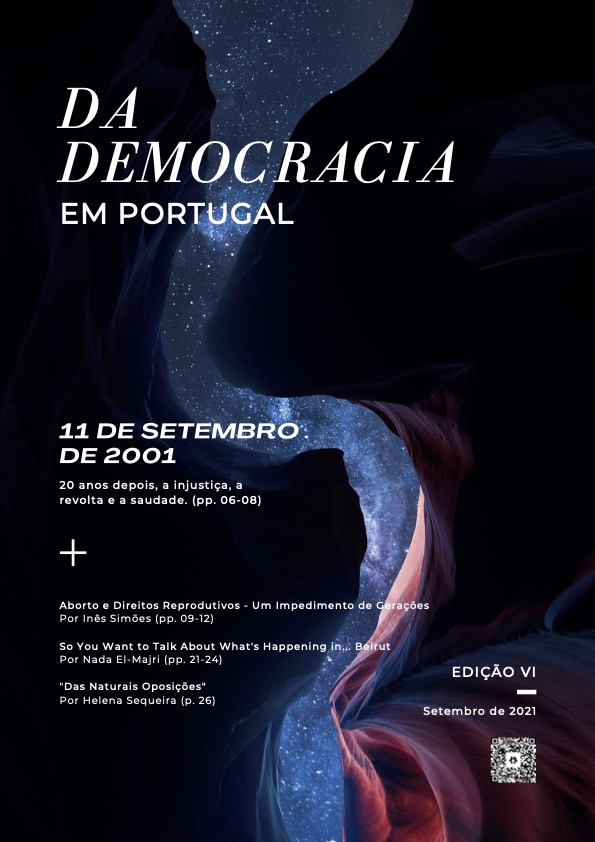 DA
DEMOCRACIA
EM PORTUGAL
11 DE SETEMBRO
DE 2001
20 anos depois, a injustiça, a
revolta e a saudade. (pp. 06-08)
+
Aborto e Direitos Reprodutivos - Um Impedimento de Gerações
Por Inês Simões (pp. 09-12)
So You Want to Talk About What's Happening in... Beirut
Por Nada El-Majri (pp. 21-24)
"Das Naturais Oposições"
Por Helena Sequeira (p. 26)
EDIÇÃO VI
Setembro de 2021